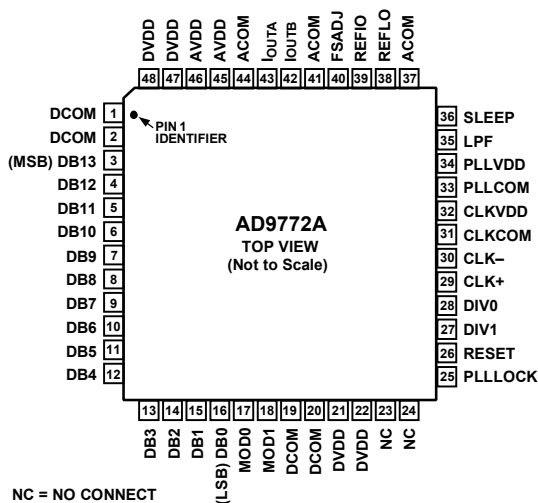 DVDD DVDD AVDD AVDD ACOM IOUTA IOUTB ACOM FSADJ REFIO REFLO ACOM
48 47 46 45 44 43 42 41 40 39 38 37
DCOM 1
DCOM 2
(MSB) DB13 3
DB12 4
DB11 5
DB10 6
DB9 7
DB8 8
DB7 9
DB6 10
DB5 11
DB4 12
PIN 1
IDENTIFIER
AD9772A
TOP VIEW
(Not to Scale)
36 SLEEP
35 LPF
34 PLLVDD
33 PLLCOM
32 CLKVDD
31 CLKCOM
30 CLK–
29 CLK+
28 DIV0
27 DIV1
26 RESET
25 PLLLOCK
13 14 15 16 17 18 19 20 21 22 23 24
DB3 DB2 DB1 (LSB) DB0 MOD0 MOD1 DCOM DCOM DVDD DVDD NC NC
NC = NO CONNECT